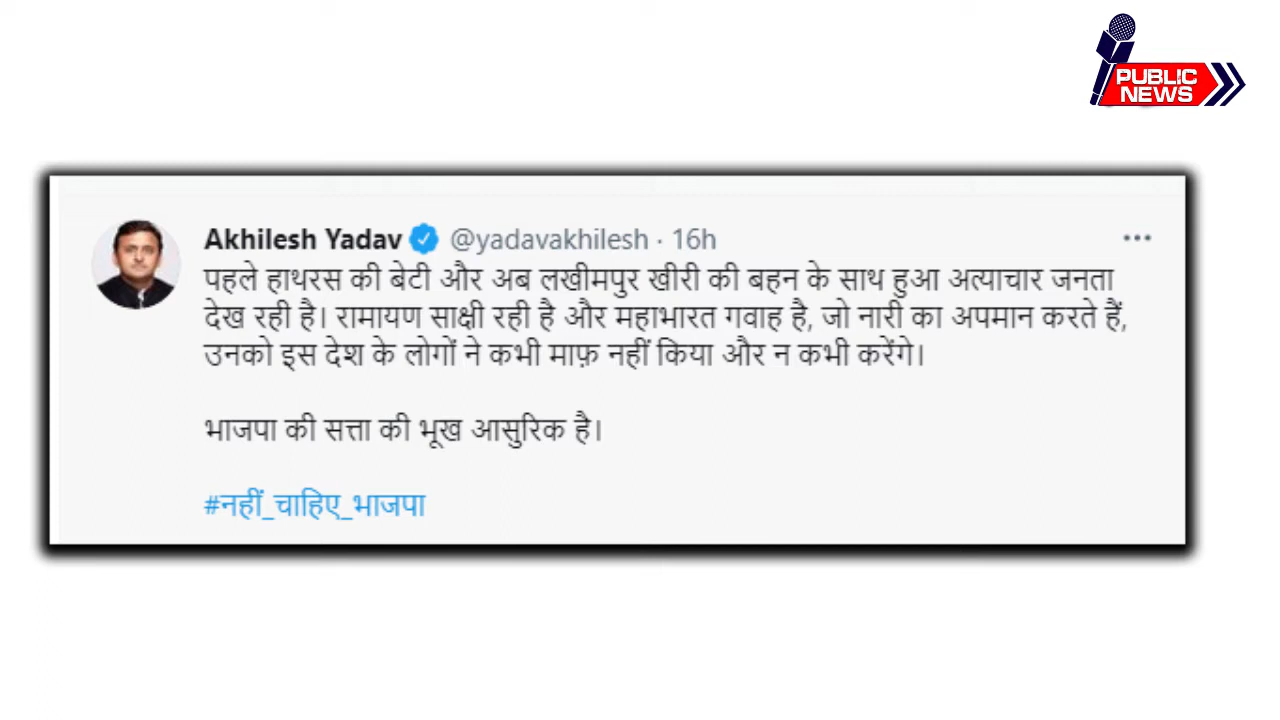 PUBLIC
NEWS
Akhilesh Yadav @yadavakhilesh · 16h
पहले हाथरस की बेटी और अब लखीमपुर खीरी की बहन के साथ हुआ अत्याचार जनता
देख रही है। रामायण साक्षी रही है और महाभारत गवाह है, जो नारी का अपमान करते हैं,
उनको इस देश के लोगों ने कभी माफ़ नहीं किया और न कभी करेंगे।
भाजपा की सत्ता की भूख आसुरिक है।
#नहीं_चाहिए_भाजपा